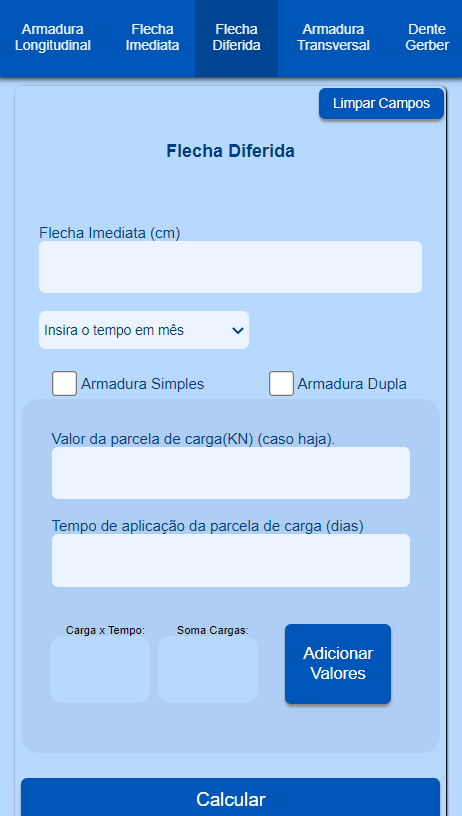 Armadura
Longitudinal
Flecha
Imediata
Flecha
Diferida
Armadura
Transversal
Dente
Gerber
Limpar Campos
Flecha Diferida
Flecha Imediata (cm)
Insira o tempo em mês
Armadura Simples
Armadura Dupla
Valor da parcela de carga(KN) (caso haja).
Tempo de aplicação da parcela de carga (dias)
Carga x Tempo:
Soma Cargas:
Adicionar
Valores
Calcular